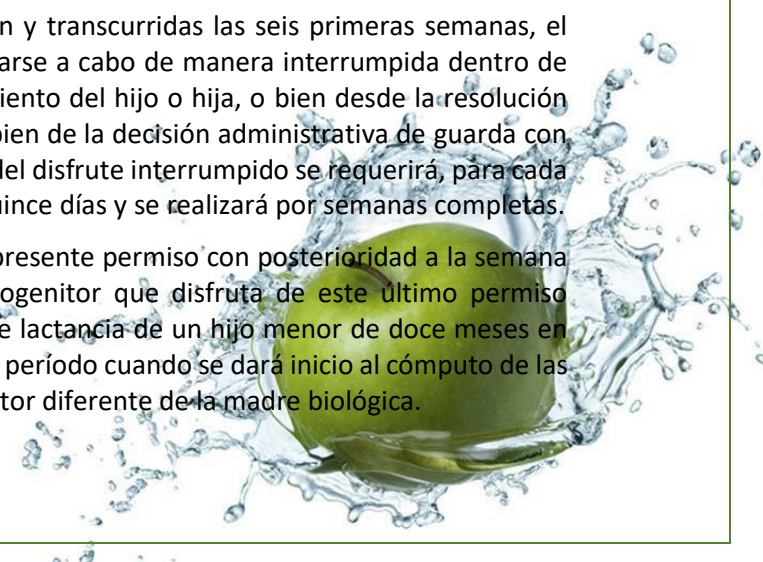 n y transcurridas las seis primeras semanas, el
arse a cabo de manera interrumpida dentro de
iento del hijo o hija, o bien desde la resolución
bien de la decisión administrativa de guarda con
del disfrute interrumpido se requerirá, para cada
uince días y se realizará por semanas completas.
presente permiso con posterioridad a la semana
ogenitor que disfruta de este último permiso
e lactancia de un hijo menor de doce meses en
período cuando se dará inicio al cómputo de las
tor diferente de la madre biológica.